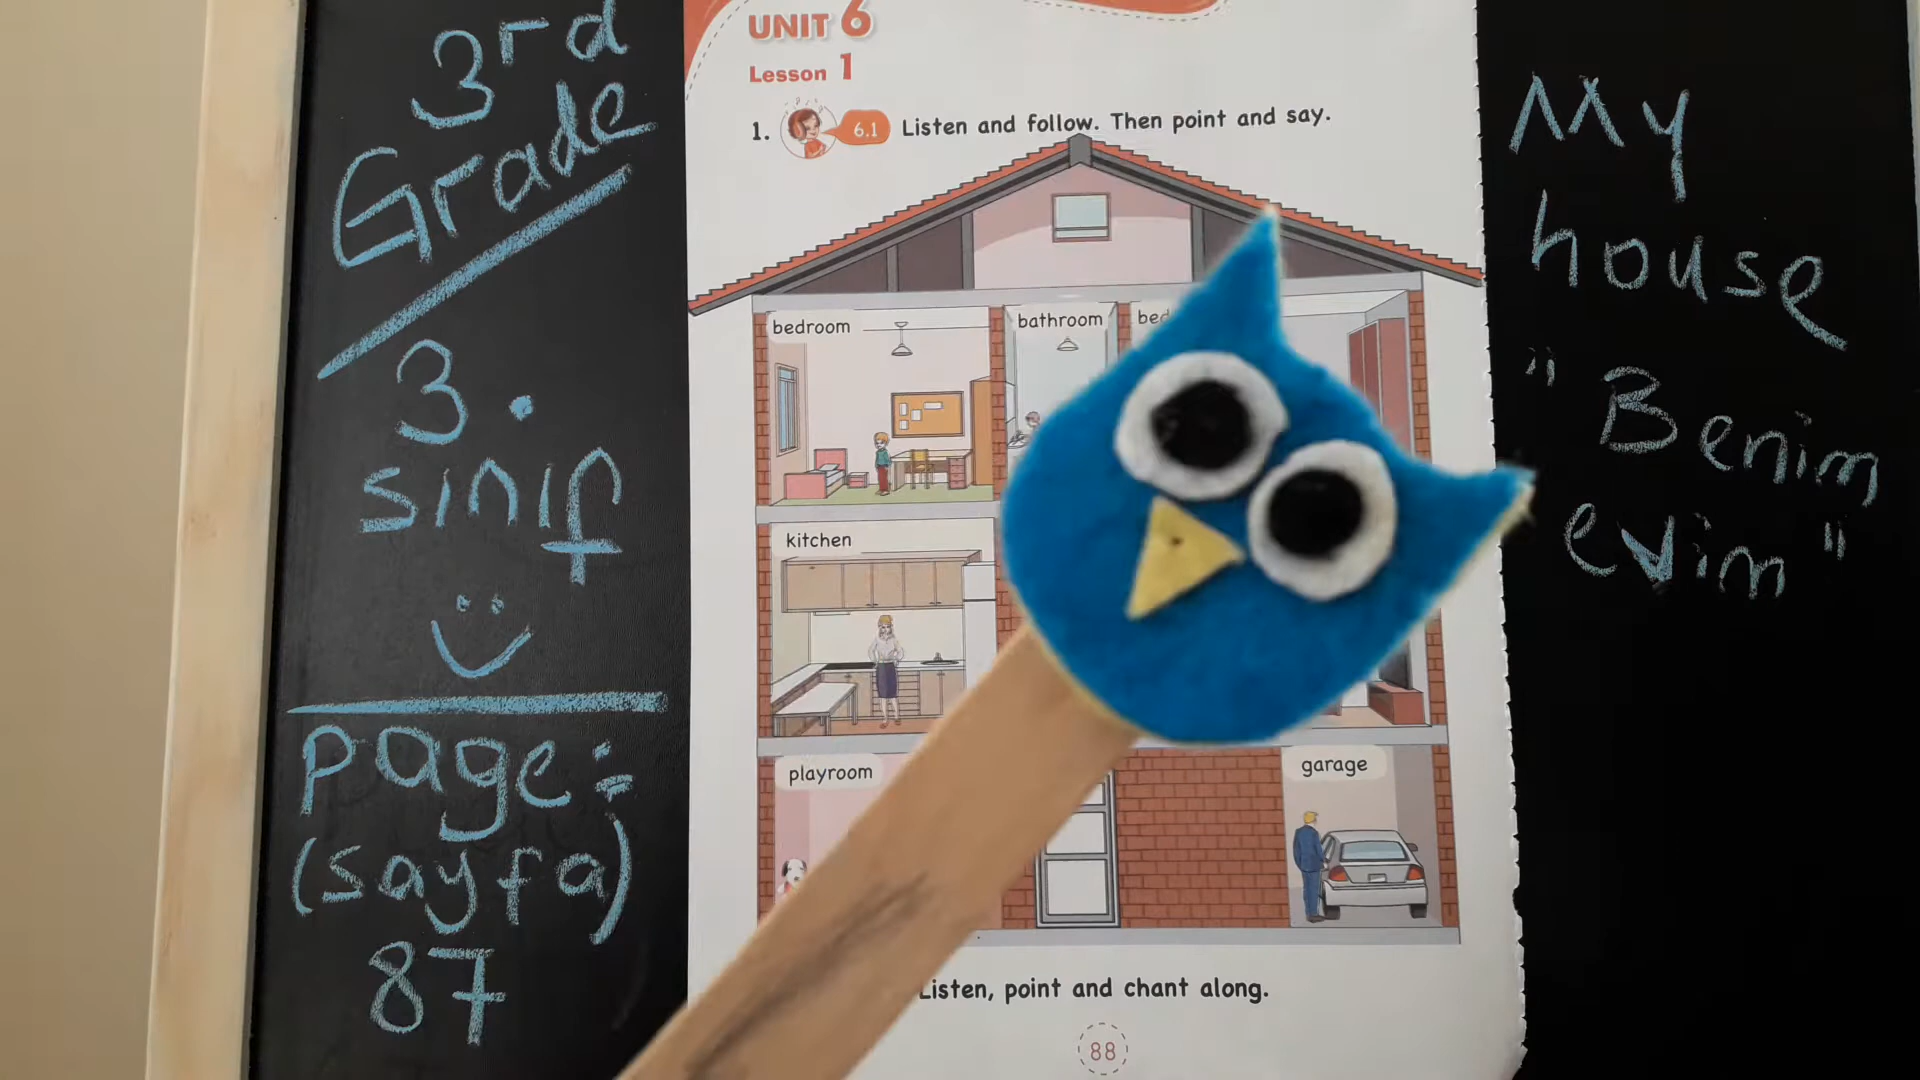 3rd
Grade
3.
sınıf
page:
(sayfa)
87
UNIT 6
Lesson 1
1. 6.1 Listen and follow. Then point and say.
bedroom
bathroom
kitchen
playroom
garage
Listen, point and chant along.
88
My
house
"Benim
evim"